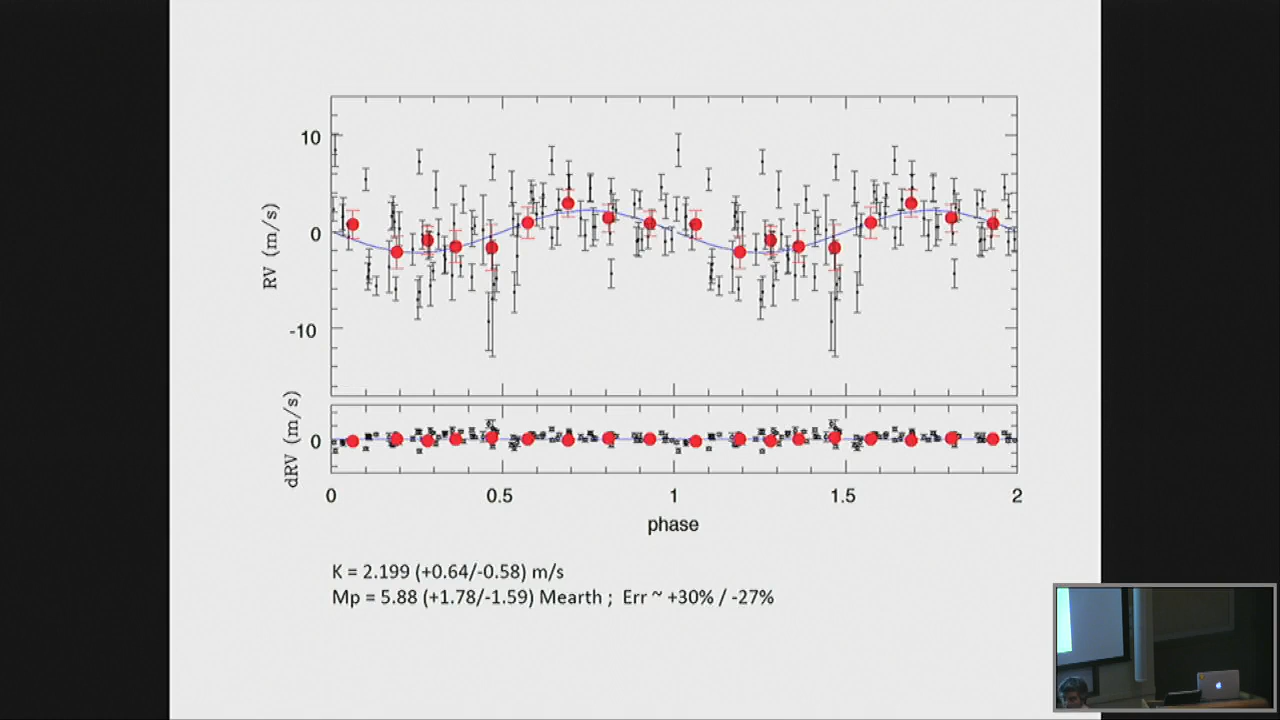 10
0
-10
RV (m/s)
0
dRV (m/s)
0 0.5 1 1.5 2
phase
K = 2.199 (+0.64/-0.58) m/s
Mp = 5.88 (+1.78/-1.59) Mearth ; Err ~ +30% / -27%